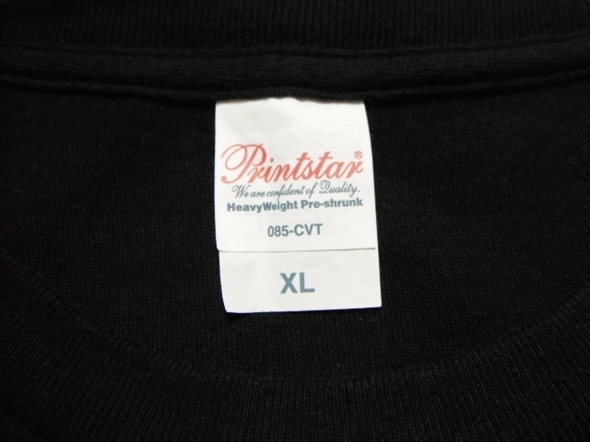 Printstar®
We are confident of Quality.
HeavyWeight Pre-shrunk
085-CVT
XL